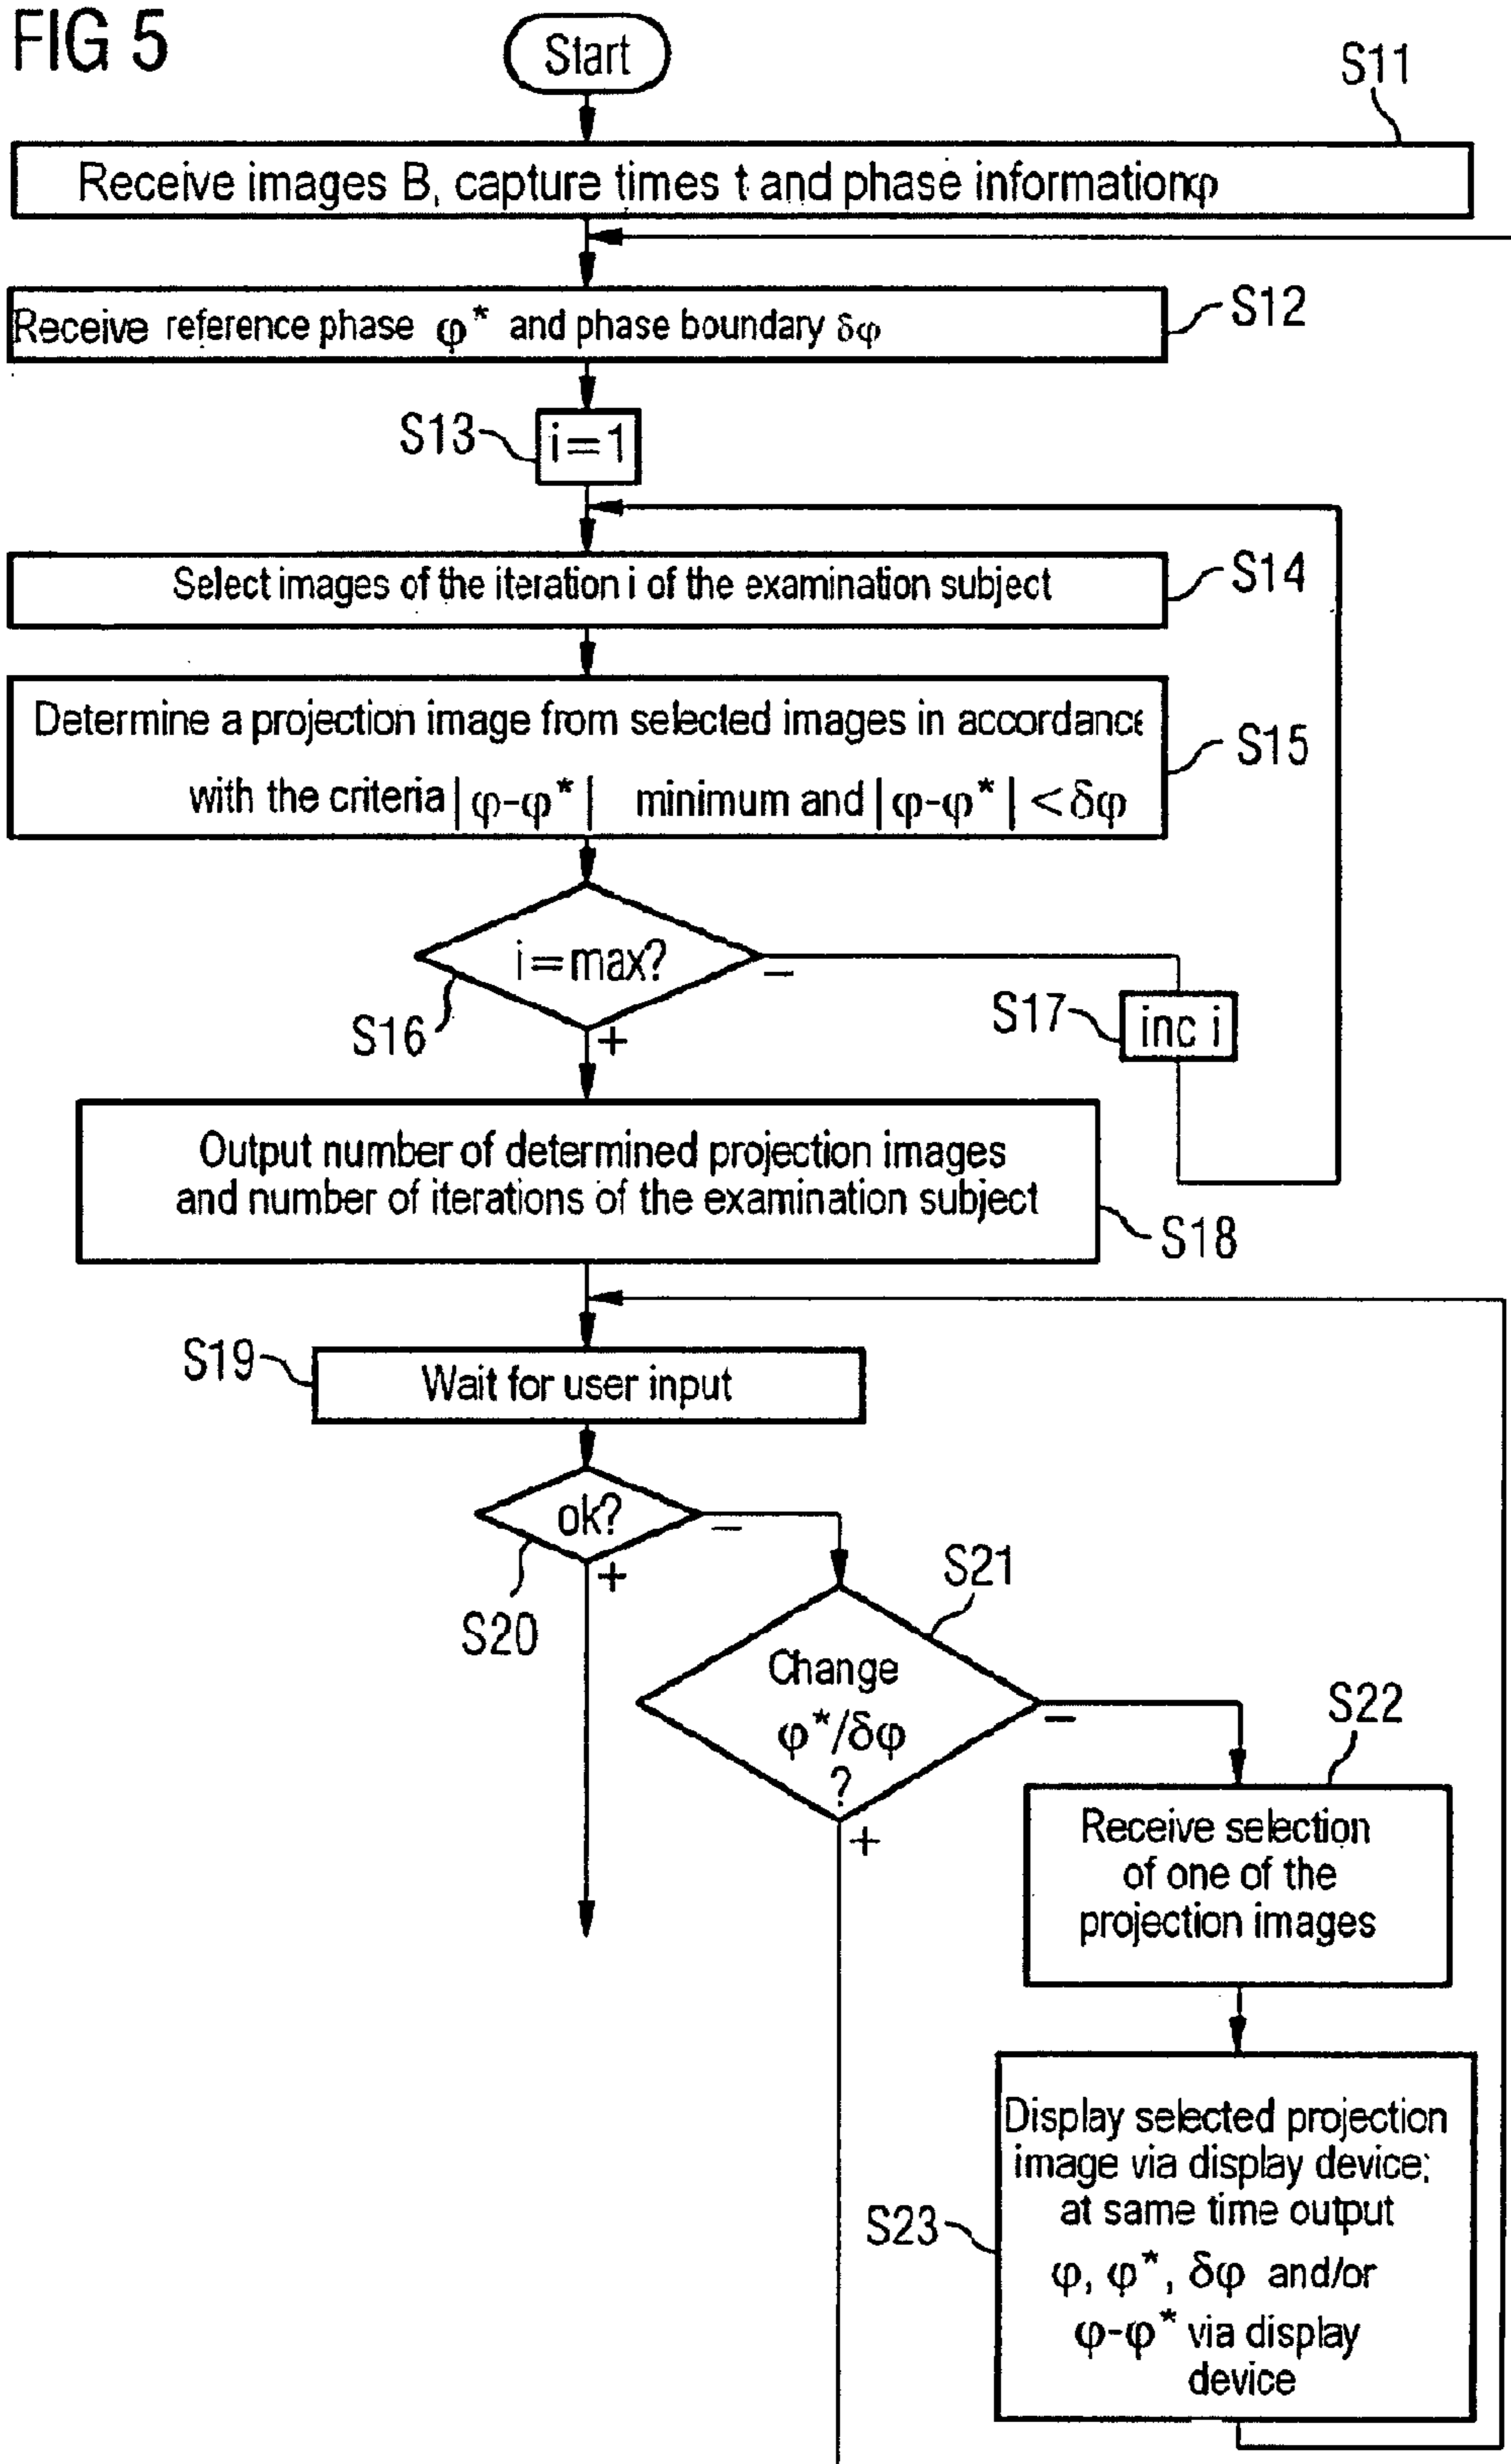 FIG 5
Start
S11
Receive images B, capture times t and phase informationφ
Receive reference phase φ* and phase boundary δφ
S12
S13
i=1
Select images of the iteration i of the examination subject
S14
Determine a projection image from selected images in accordance
with the criteria |φ-φ*| minimum and |φ-φ*| < δφ
S15
i=max?
−
S16
+
S17
inc i
Output number of determined projection images
and number of iterations of the examination subject
S18
S19
Wait for user input
ok?
−
+
S20
S21
Change
φ*/δφ
?
−
+
S22
Receive selection
of one of the
projection images
Display selected projection
image via display device;
at same time output
φ, φ*, δφ and/or
φ-φ* via display
device
S23